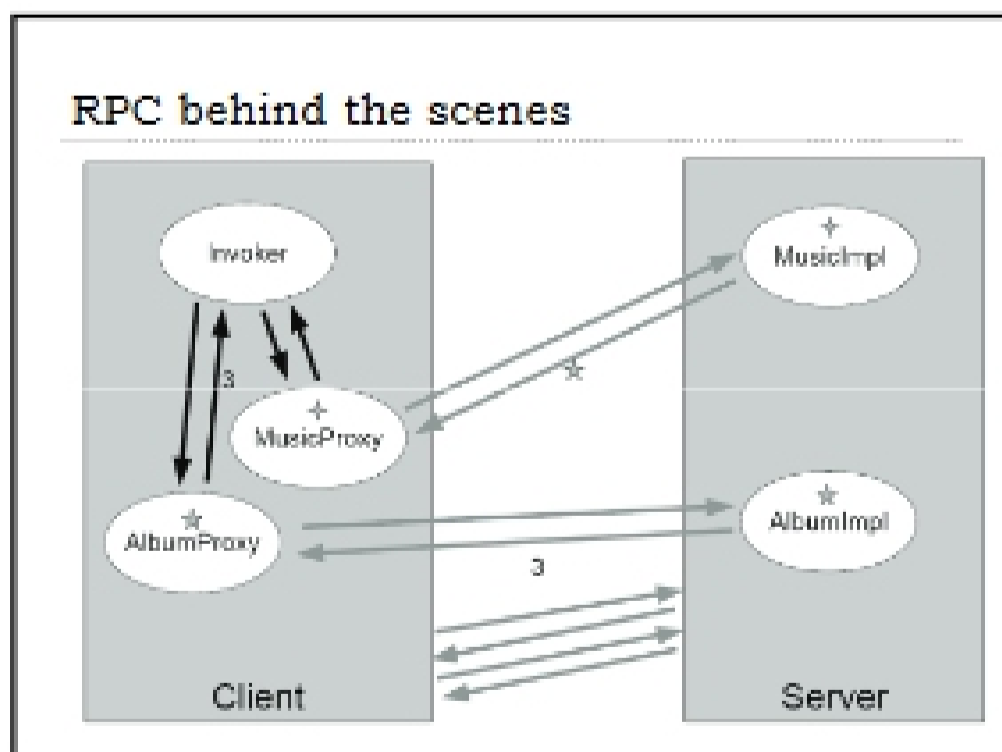 RPC behind the scenes
Invoker
MusicImpl
3
MusicProxy
AlbumProxy
AlbumImpl
3
Client
Server